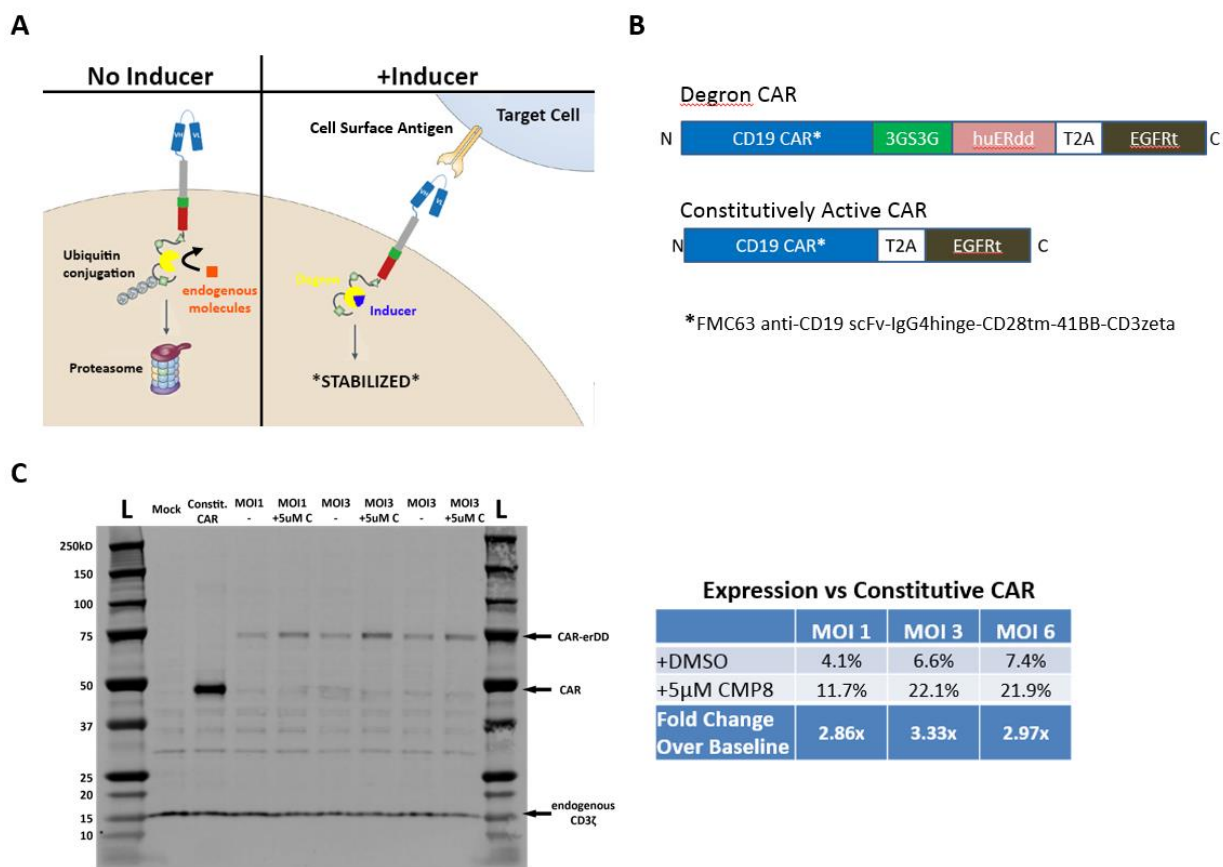 A
No Inducer
+Inducer
Target Cell
Cell Surface Antigen
VH
VL
VH
VL
Ubiquitin
conjugation
endogenous
molecules
Degron
Inducer
Proteasome
*STABILIZED*
B
Degron CAR
N
CD19 CAR*
3GS3G
huERdd
T2A
EGFRt
C
Constitutively Active CAR
N
CD19 CAR*
T2A
EGFRt
C
*FMC63 anti-CD19 scFv-IgG4hinge-CD28tm-41BB-CD3zeta
C
L Mock Constit. CAR MOI1 - MOI1 +5uM C MOI3 - MOI3 +5uM C MOI3 - MOI3 +5uM C L
250kD
150
100
75
50
37
25
20
15
10
CAR-erDD
CAR
endogenous
CD3ζ
Expression vs Constitutive CAR
MOI 1 MOI 3 MOI 6
+DMSO 4.1% 6.6% 7.4%
+5μM CMP8 11.7% 22.1% 21.9%
Fold Change
Over Baseline 2.86x 3.33x 2.97x